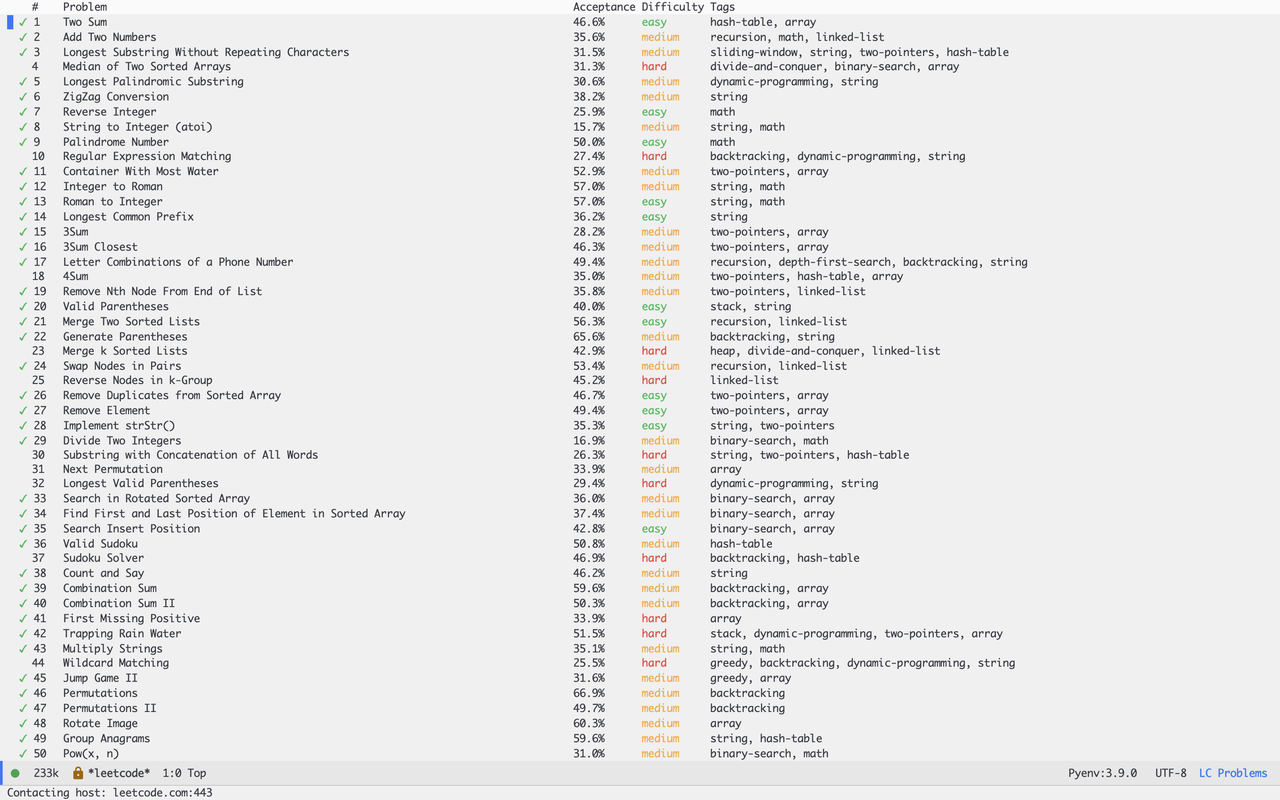 # Problem Acceptance Difficulty Tags
✓ 1 Two Sum 46.6% easy hash-table, array
✓ 2 Add Two Numbers 35.6% medium recursion, math, linked-list
✓ 3 Longest Substring Without Repeating Characters 31.5% medium sliding-window, string, two-pointers, hash-table
4 Median of Two Sorted Arrays 31.3% hard divide-and-conquer, binary-search, array
✓ 5 Longest Palindromic Substring 30.6% medium dynamic-programming, string
✓ 6 ZigZag Conversion 38.2% medium string
✓ 7 Reverse Integer 25.9% easy math
✓ 8 String to Integer (atoi) 15.7% medium string, math
✓ 9 Palindrome Number 50.0% easy math
10 Regular Expression Matching 27.4% hard backtracking, dynamic-programming, string
✓ 11 Container With Most Water 52.9% medium two-pointers, array
✓ 12 Integer to Roman 57.0% medium string, math
✓ 13 Roman to Integer 57.0% easy string, math
✓ 14 Longest Common Prefix 36.2% easy string
✓ 15 3Sum 28.2% medium two-pointers, array
✓ 16 3Sum Closest 46.3% medium two-pointers, array
✓ 17 Letter Combinations of a Phone Number 49.4% medium recursion, depth-first-search, backtracking, string
18 4Sum 35.0% medium two-pointers, hash-table, array
✓ 19 Remove Nth Node From End of List 35.8% medium two-pointers, linked-list
✓ 20 Valid Parentheses 40.0% easy stack, string
✓ 21 Merge Two Sorted Lists 56.3% easy recursion, linked-list
✓ 22 Generate Parentheses 65.6% medium backtracking, string
23 Merge k Sorted Lists 42.9% hard heap, divide-and-conquer, linked-list
✓ 24 Swap Nodes in Pairs 53.4% medium recursion, linked-list
25 Reverse Nodes in k-Group 45.2% hard linked-list
✓ 26 Remove Duplicates from Sorted Array 46.7% easy two-pointers, array
✓ 27 Remove Element 49.4% easy two-pointers, array
✓ 28 Implement strStr() 35.3% easy string, two-pointers
✓ 29 Divide Two Integers 16.9% medium binary-search, math
30 Substring with Concatenation of All Words 26.3% hard string, two-pointers, hash-table
31 Next Permutation 33.9% medium array
32 Longest Valid Parentheses 29.4% hard dynamic-programming, string
✓ 33 Search in Rotated Sorted Array 36.0% medium binary-search, array
✓ 34 Find First and Last Position of Element in Sorted Array 37.4% medium binary-search, array
✓ 35 Search Insert Position 42.8% easy binary-search, array
✓ 36 Valid Sudoku 50.8% medium hash-table
37 Sudoku Solver 46.9% hard backtracking, hash-table
✓ 38 Count and Say 46.2% medium string
✓ 39 Combination Sum 59.6% medium backtracking, array
✓ 40 Combination Sum II 50.3% medium backtracking, array
✓ 41 First Missing Positive 33.9% hard array
✓ 42 Trapping Rain Water 51.5% hard stack, dynamic-programming, two-pointers, array
✓ 43 Multiply Strings 35.1% medium string, math
44 Wildcard Matching 25.5% hard greedy, backtracking, dynamic-programming, string
✓ 45 Jump Game II 31.6% medium greedy, array
✓ 46 Permutations 66.9% medium backtracking
✓ 47 Permutations II 49.7% medium backtracking
✓ 48 Rotate Image 60.3% medium array
✓ 49 Group Anagrams 59.6% medium string, hash-table
✓ 50 Pow(x, n) 31.0% medium binary-search, math
233k *leetcode* 1:0 Top Pyenv:3.9.0 UTF-8 LC Problems
Contacting host: leetcode.com:443